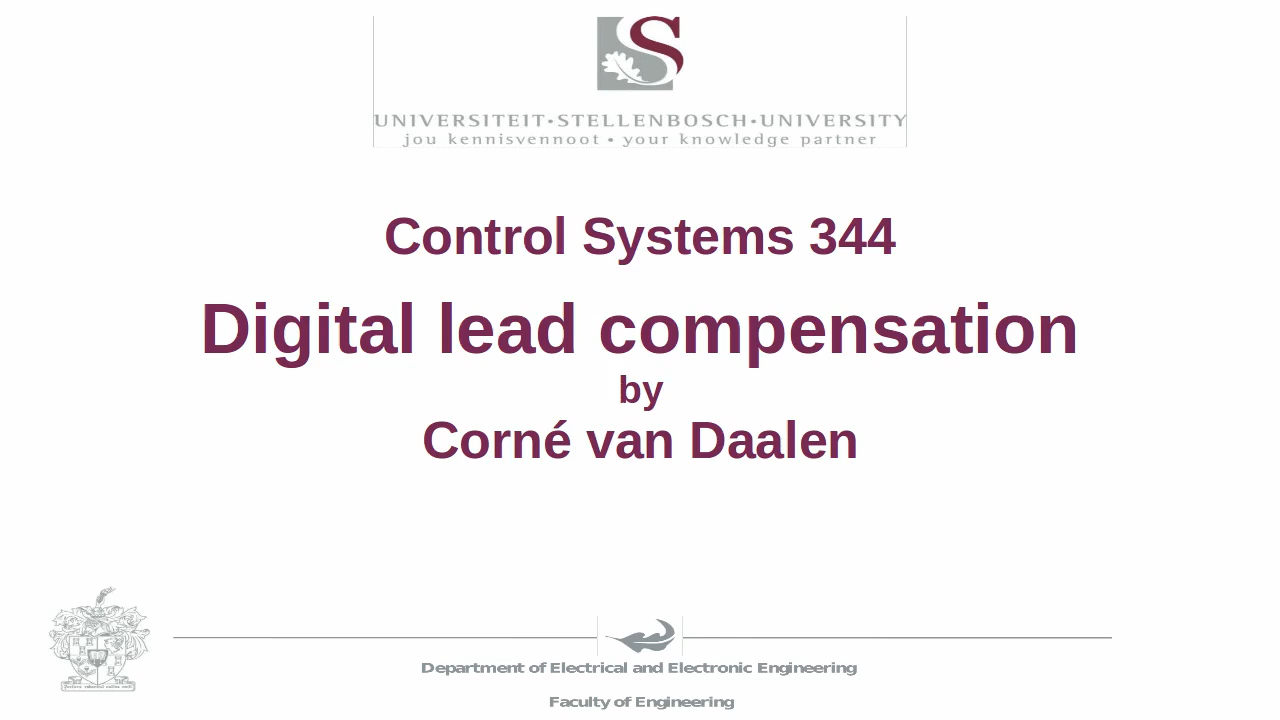 S
UNIVERSITEIT•STELLENBOSCH•UNIVERSITY
jou kennisvennoot • your knowledge partner
Control Systems 344
Digital lead compensation
by
Corné van Daalen
Department of Electrical and Electronic Engineering
Faculty of Engineering